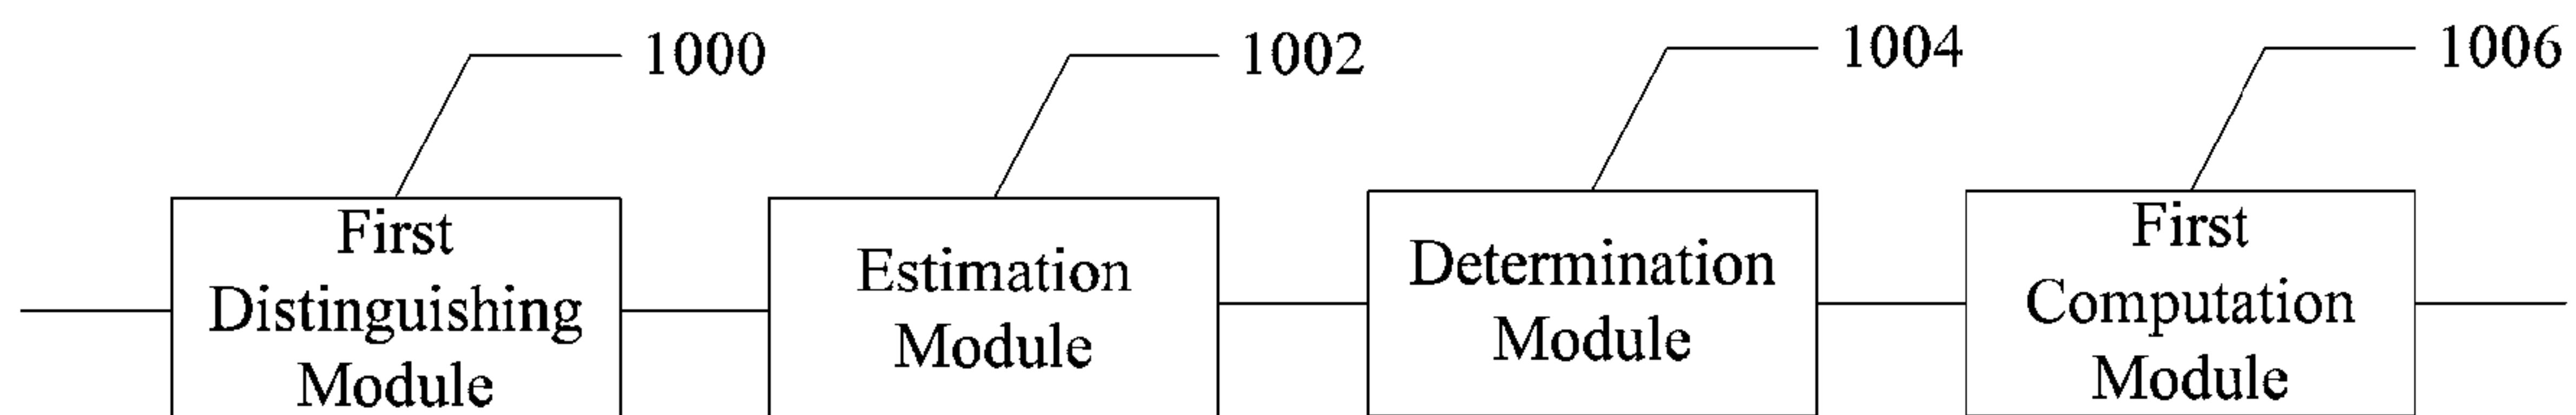 1000
1002
1004
1006
First
Distinguishing
Module
Estimation
Module
Determination
Module
First
Computation
Module